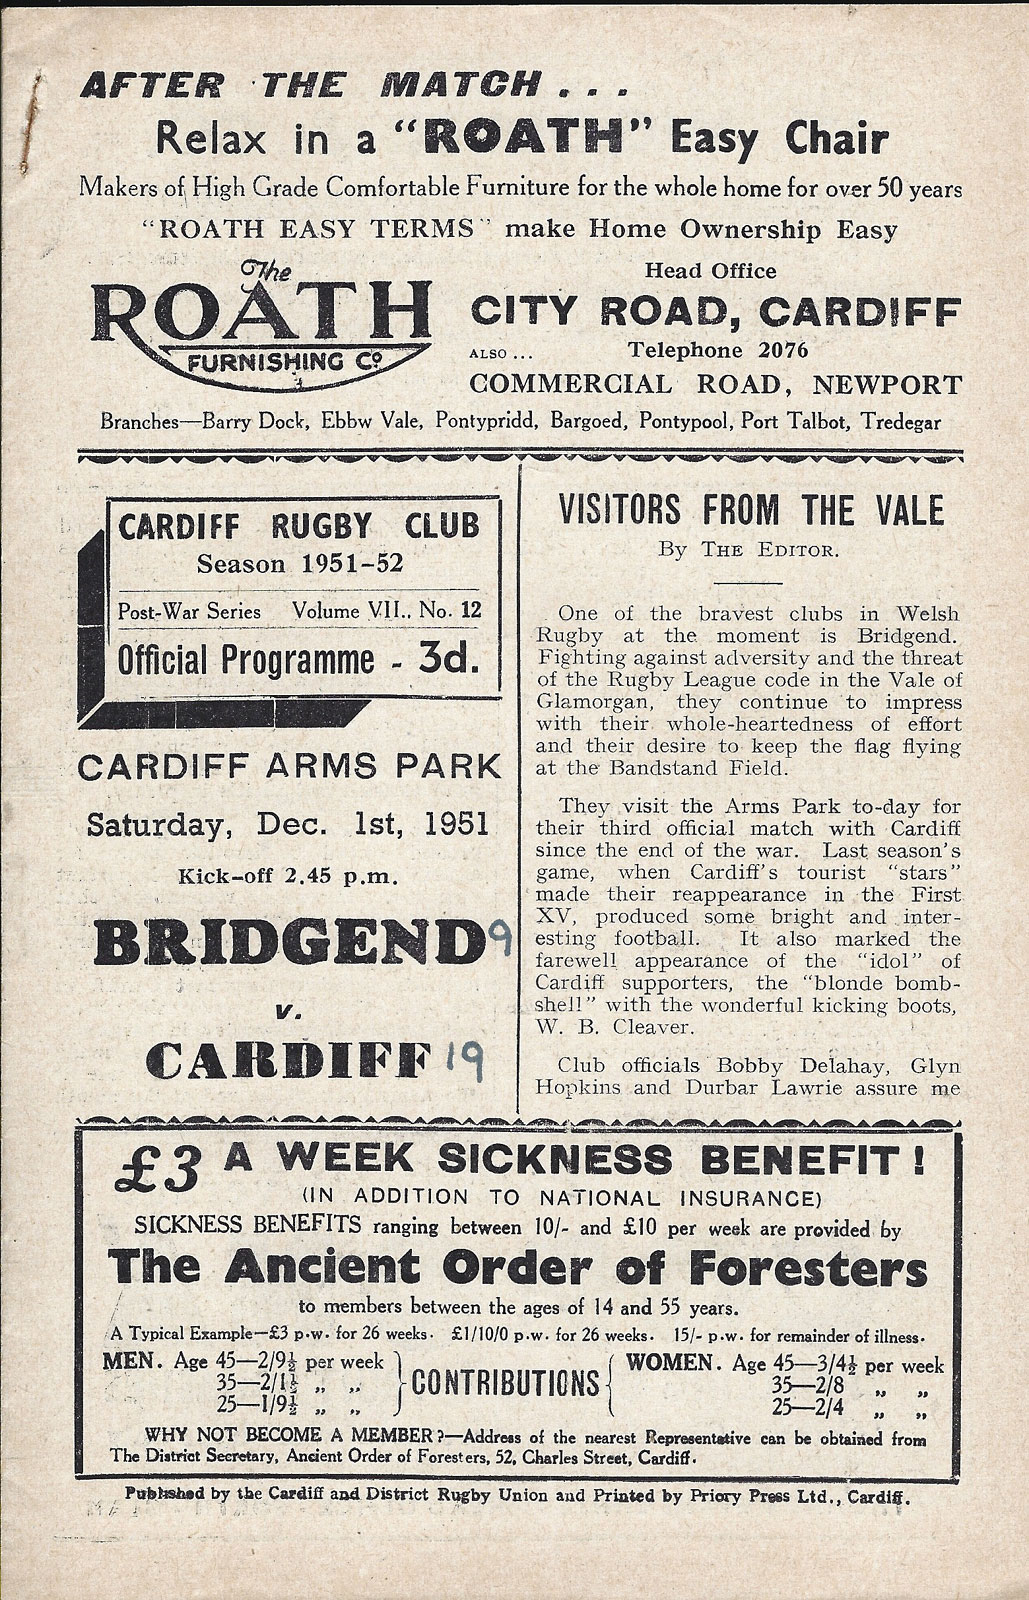 AFTER THE MATCH . . .
Relax in a "ROATH" Easy Chair
Makers of High Grade Comfortable Furniture for the whole home for over 50 years
"ROATH EASY TERMS" make Home Ownership Easy
The
ROATH
FURNISHING Co.
Head Office
CITY ROAD, CARDIFF
ALSO ... Telephone 2076
COMMERCIAL ROAD, NEWPORT
Branches—Barry Dock, Ebbw Vale, Pontypridd, Bargoed, Pontypool, Port Talbot, Tredegar
CARDIFF RUGBY CLUB
Season 1951-52
Post-War Series Volume VII., No. 12
Official Programme - 3d.
CARDIFF ARMS PARK
Saturday, Dec. 1st, 1951
Kick-off 2.45 p.m.
BRIDGEND 9
v.
CARDIFF 19
VISITORS FROM THE VALE
By THE EDITOR.
One of the bravest clubs in Welsh
Rugby at the moment is Bridgend.
Fighting against adversity and the threat
of the Rugby League code in the Vale of
Glamorgan, they continue to impress
with their whole-heartedness of effort
and their desire to keep the flag flying
at the Bandstand Field.
They visit the Arms Park to-day for
their third official match with Cardiff
since the end of the war. Last season's
game, when Cardiff's tourist "stars"
made their reappearance in the First
XV, produced some bright and inter-
esting football. It also marked the
farewell appearance of the "idol" of
Cardiff supporters, the "blonde bomb-
shell" with the wonderful kicking boots,
W. B. Cleaver.
Club officials Bobby Delahay, Glyn
Hopkins and Durbar Lawrie assure me
£3 A WEEK SICKNESS BENEFIT!
(IN ADDITION TO NATIONAL INSURANCE)
SICKNESS BENEFITS ranging between 10/- and £10 per week are provided by
The Ancient Order of Foresters
to members between the ages of 14 and 55 years.
A Typical Example—£3 p.w. for 26 weeks. £1/10/0 p.w. for 26 weeks. 15/- p.w. for remainder of illness.
MEN. Age 45—2/9½ per week
35—2/1½ „ „
25—1/9½ „ „
CONTRIBUTIONS
WOMEN. Age 45—3/4½ per week
35—2/8 „ „
25—2/4 „ „
WHY NOT BECOME A MEMBER?—Address of the nearest Representative can be obtained from
The District Secretary, Ancient Order of Foresters, 52, Charles Street, Cardiff.
Published by the Cardiff and District Rugby Union and Printed by Priory Press Ltd., Cardiff.